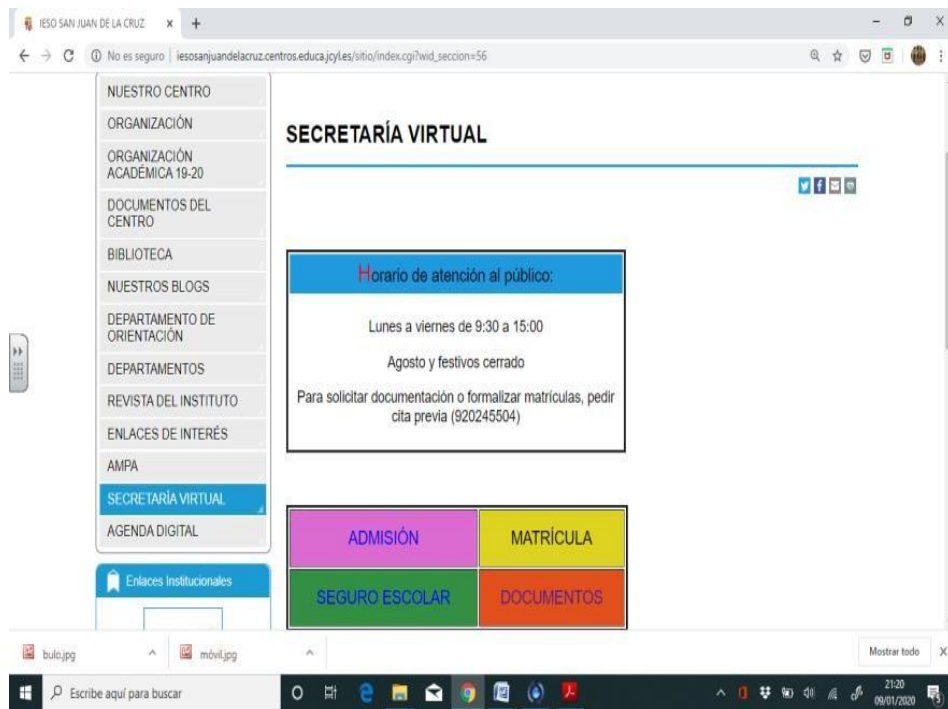 IESO SAN JUAN DE LA CRUZ
No es seguro | iesosanjuandelacruz.centros.educa.jcyl.es/sitio/index.cgi?wid_seccion=56
NUESTRO CENTRO
ORGANIZACIÓN
ORGANIZACIÓN
ACADÉMICA 19-20
DOCUMENTOS DEL
CENTRO
BIBLIOTECA
NUESTROS BLOGS
DEPARTAMENTO DE
ORIENTACIÓN
DEPARTAMENTOS
REVISTA DEL INSTITUTO
ENLACES DE INTERÉS
AMPA
SECRETARÍA VIRTUAL
AGENDA DIGITAL
Enlaces Institucionales
SECRETARÍA VIRTUAL
Horario de atención al público:
Lunes a viernes de 9:30 a 15:00
Agosto y festivos cerrado
Para solicitar documentación o formalizar matrículas, pedir
cita previa (920245504)
ADMISIÓN MATRÍCULA
SEGURO ESCOLAR DOCUMENTOS
bulo.jpg móvil.jpg Mostrar todo
Escribe aquí para buscar
21:20
09/01/2020